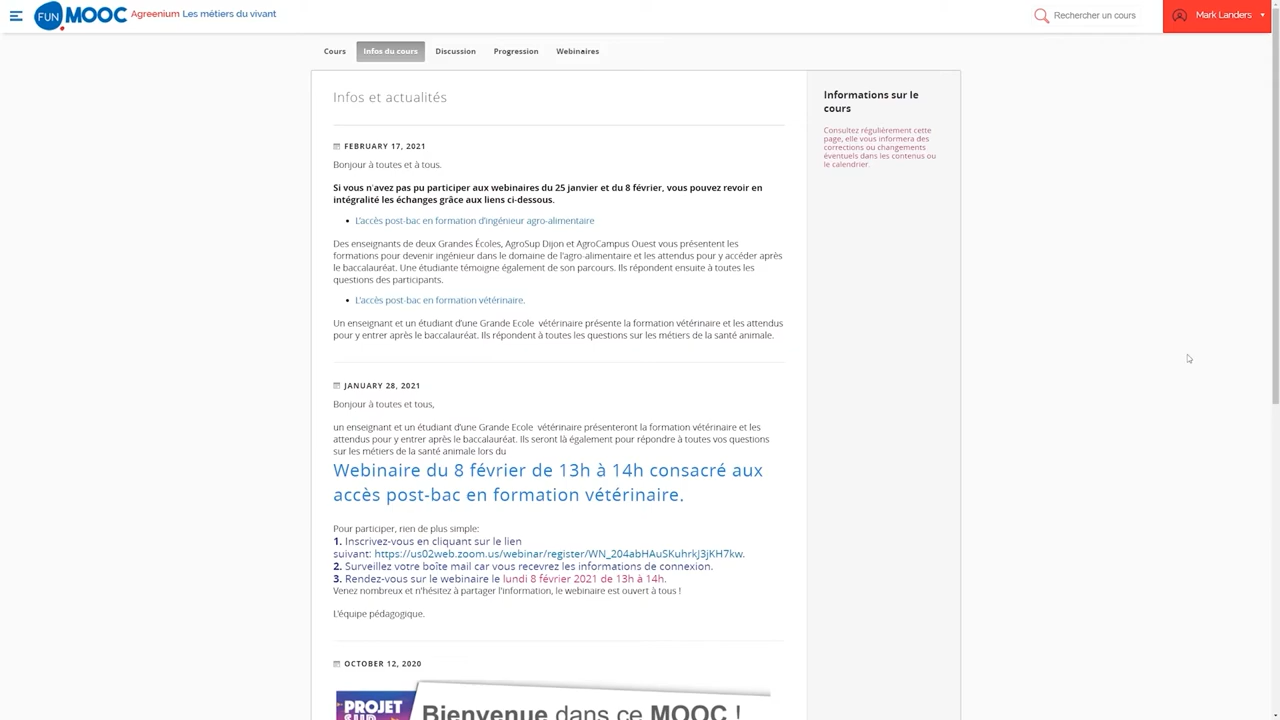 FUN MOOC Agreenium Les métiers du vivant
Rechercher un cours
Mark Landers
Cours Infos du cours Discussion Progression Webinaires
Infos et actualités
FEBRUARY 17, 2021
Bonjour à toutes et à tous.
Si vous n'avez pas pu participer aux webinaires du 25 janvier et du 8 février, vous pouvez revoir en
intégralité les échanges grâce aux liens ci-dessous.
• L'accès post-bac en formation d'ingénieur agro-alimentaire
Des enseignants de deux Grandes Écoles, AgroSup Dijon et AgroCampus Ouest vous présentent les
formations pour devenir ingénieur dans le domaine de l'agro-alimentaire et les attendus pour y accéder après
le baccalauréat. Une étudiante témoigne également de son parcours. Ils répondent ensuite à toutes les
questions des participants.
• L'accès post-bac en formation vétérinaire.
Un enseignant et un étudiant d'une Grande Ecole vétérinaire présente la formation vétérinaire et les attendus
pour y entrer après le baccalauréat. Ils répondent à toutes les questions sur les métiers de la santé animale.
JANUARY 28, 2021
Bonjour à toutes et tous,
un enseignant et un étudiant d'une Grande Ecole vétérinaire présenteront la formation vétérinaire et les
attendus pour y entrer après le baccalauréat. Ils seront là également pour répondre à toutes vos questions
sur les métiers de la santé animale lors du
Webinaire du 8 février de 13h à 14h consacré aux
accès post-bac en formation vétérinaire.
Pour participer, rien de plus simple:
1. Inscrivez-vous en cliquant sur le lien
suivant: https://us02web.zoom.us/webinar/register/WN_204abHAuSKuhrkJ3jKH7kw.
2. Surveillez votre boîte mail car vous recevrez les informations de connexion.
3. Rendez-vous sur le webinaire le lundi 8 février 2021 de 13h à 14h.
Venez nombreux et n'hésitez à partager l'information, le webinaire est ouvert à tous !
L'équipe pédagogique.
OCTOBER 12, 2020
PROJET
SUP
Bienvenue dans ce MOOC !
Informations sur le
cours
Consultez régulièrement cette
page, elle vous informera des
corrections ou changements
éventuels dans les contenus ou
le calendrier.